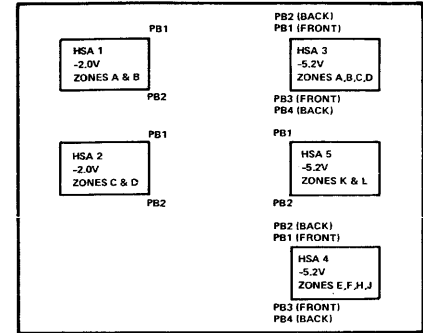 PB1
HSA 1
-2.0V
ZONES A & B
PB2
PB2 (BACK)
PB1 (FRONT)
HSA 3
-5.2V
ZONES A,B,C,D
PB3 (FRONT)
PB4 (BACK)
PB1
HSA 2
-2.0V
ZONES C & D
PB2
PB1
HSA 5
-5.2V
ZONES K & L
PB2
PB2 (BACK)
PB1 (FRONT)
HSA 4
-5.2V
ZONES E,F,H,J
PB3 (FRONT)
PB4 (BACK)